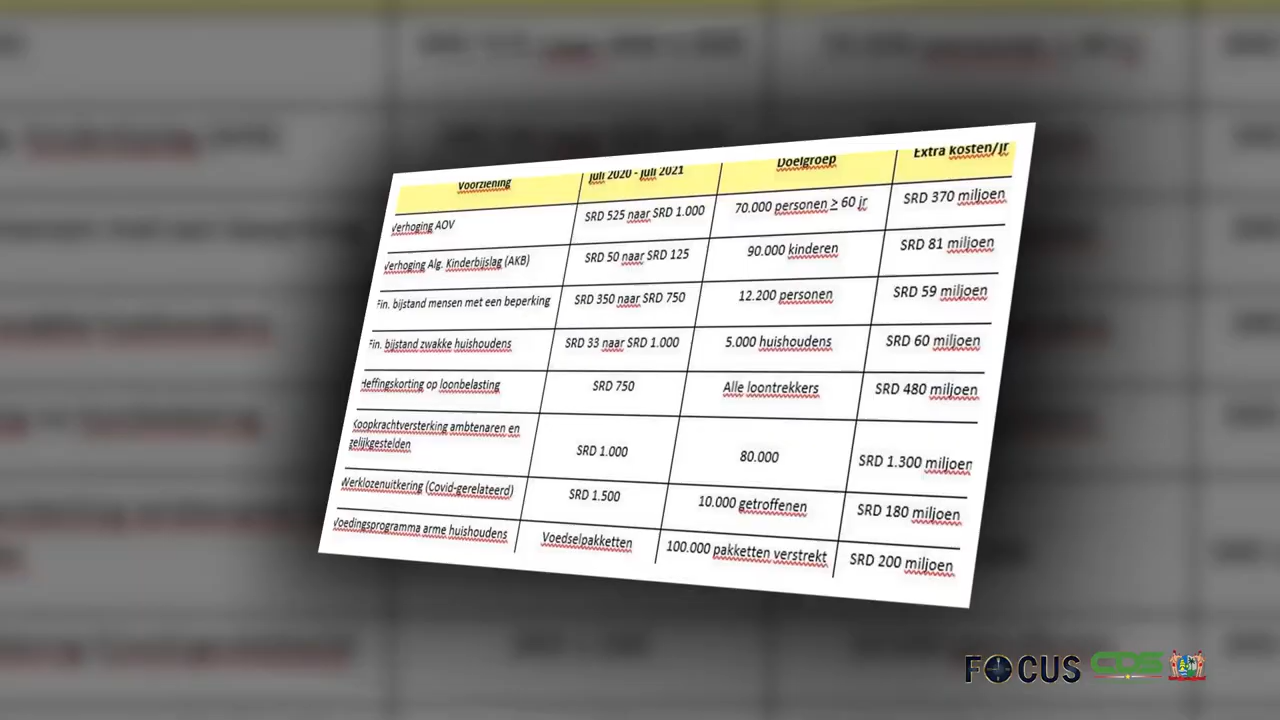 Voorziening juli 2020 - juli 2021 Doelgroep Extra kosten/jr
Verhoging AOV SRD 525 naar SRD 1.000 70.000 personen ≥ 60 jr SRD 370 miljoen
Verhoging Alg. Kinderbijslag (AKB) SRD 50 naar SRD 125 90.000 kinderen SRD 81 miljoen
Fin. bijstand mensen met een beperking SRD 350 naar SRD 750 12.200 personen SRD 59 miljoen
Fin. bijstand zwakke huishoudens SRD 33 naar SRD 1.000 5.000 huishoudens SRD 60 miljoen
Heffingskorting op loonbelasting SRD 750 Alle loontrekkers SRD 480 miljoen
Koopkrachtversterking ambtenaren en
gelijkgestelden SRD 1.000 80.000 SRD 1.300 miljoen
Werklozenuitkering (Covid-gerelateerd) SRD 1.500 10.000 getroffenen SRD 180 miljoen
Voedingsprogramma arme huishoudens Voedselpakketten 100.000 pakketten verstrekt SRD 200 miljoen
FOCUS CDS